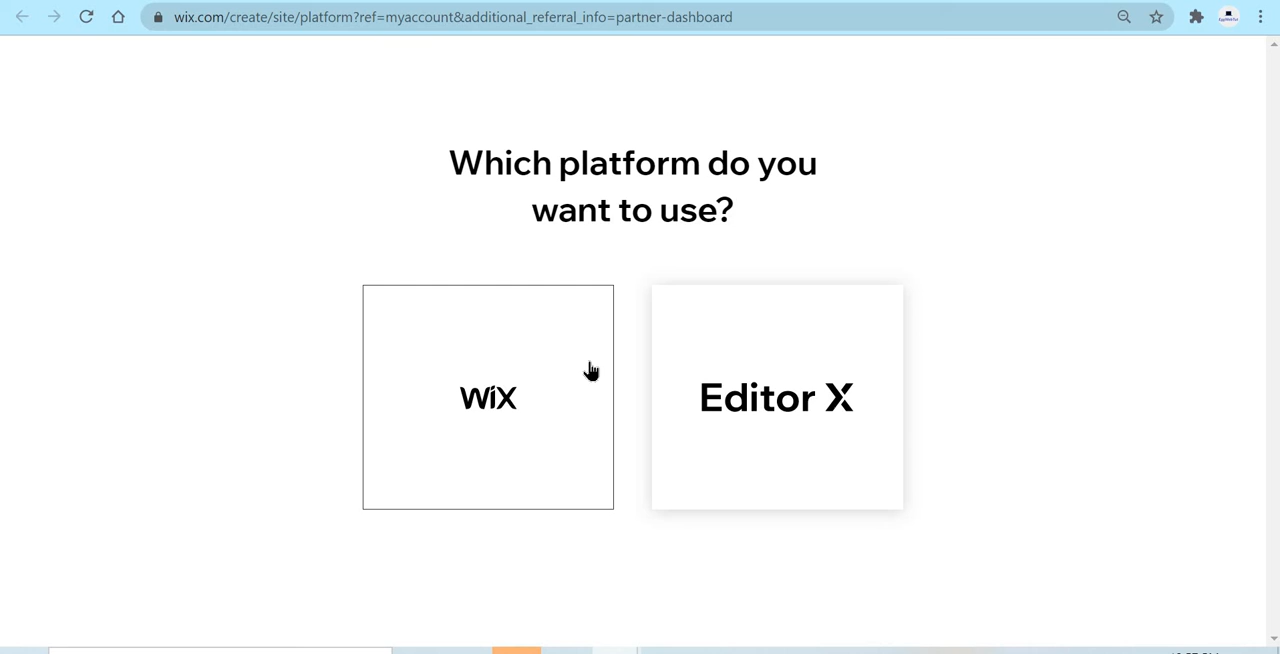 wix.com/create/site/platform?ref=myaccount&additional_referral_info=partner-dashboard
Which platform do you
want to use?
WiX
Editor X